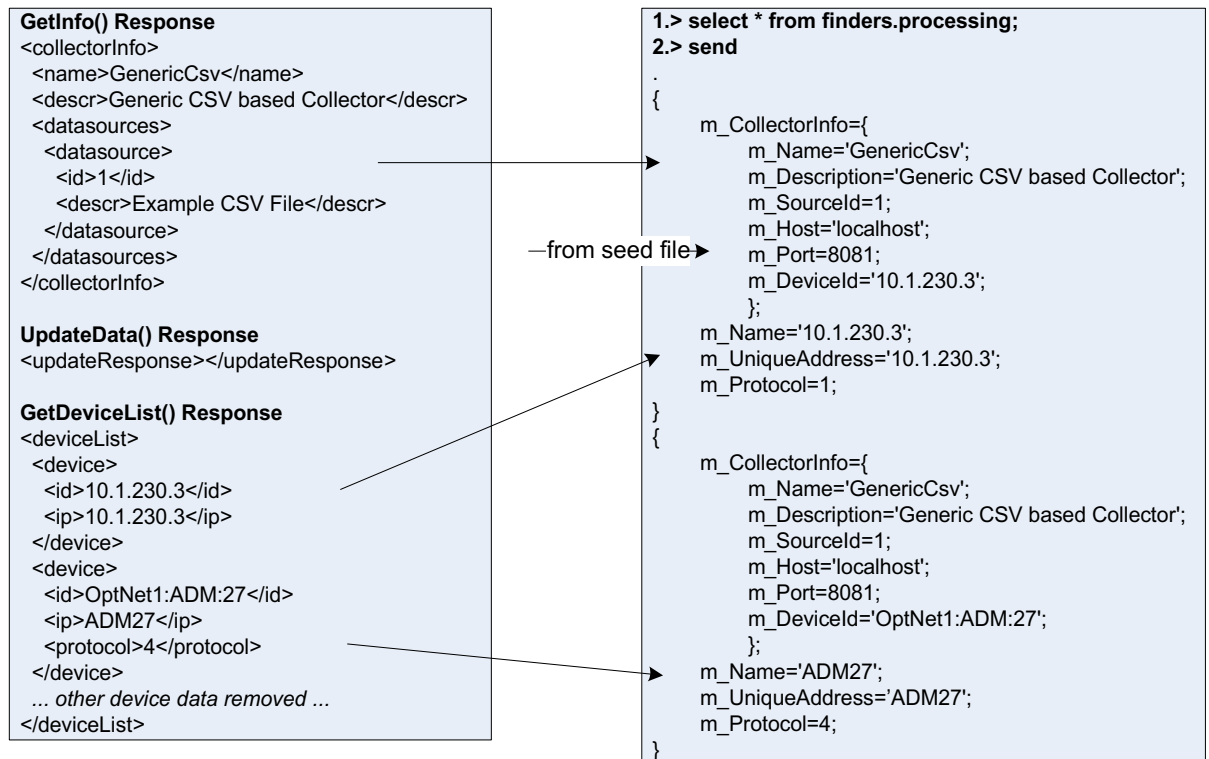 GetInfo() Response
<collectorInfo>
<name>GenericCsv</name>
<descr>Generic CSV based Collector</descr>
<datasources>
<datasource>
<id>1</id>
<descr>Example CSV File</descr>
</datasource>
</datasources>
</collectorInfo>
UpdateData() Response
<updateResponse></updateResponse>
GetDeviceList() Response
<deviceList>
<device>
<id>10.1.230.3</id>
<ip>10.1.230.3</ip>
</device>
<device>
<id>OptNet1:ADM:27</id>
<ip>ADM27</ip>
<protocol>4</protocol>
</device>
... other device data removed ...
</deviceList>
from seed file
1.> select * from finders.processing;
2.> send
.
{
m_CollectorInfo={
m_Name='GenericCsv';
m_Description='Generic CSV based Collector';
m_SourceId=1;
m_Host='localhost';
m_Port=8081;
m_DeviceId='10.1.230.3';
};
m_Name='10.1.230.3';
m_UniqueAddress='10.1.230.3';
m_Protocol=1;
}
{
m_CollectorInfo={
m_Name='GenericCsv';
m_Description='Generic CSV based Collector';
m_SourceId=1;
m_Host='localhost';
m_Port=8081;
m_DeviceId='OptNet1:ADM:27';
};
m_Name='ADM27';
m_UniqueAddress=’ADM27';
m_Protocol=4;
}